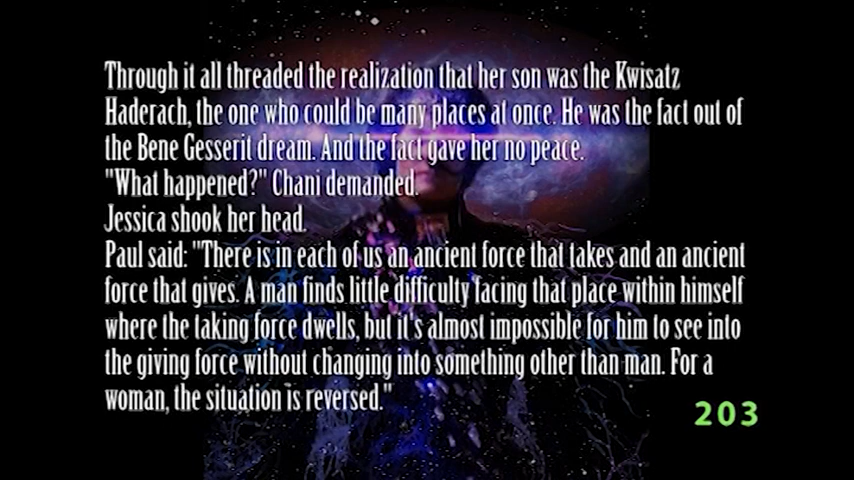 Through it all threaded the realization that her son was the Kwisatz
Haderach, the one who could be many places at once. He was the fact out of
the Bene Gesserit dream. And the fact gave her no peace.
"What happened?" Chani demanded.
Jessica shook her head.
Paul said: "There is in each of us an ancient force that takes and an ancient
force that gives. A man finds little difficulty facing that place within himself
where the taking force dwells, but it's almost impossible for him to see into
the giving force without changing into something other than man. For a
woman, the situation is reversed."
203